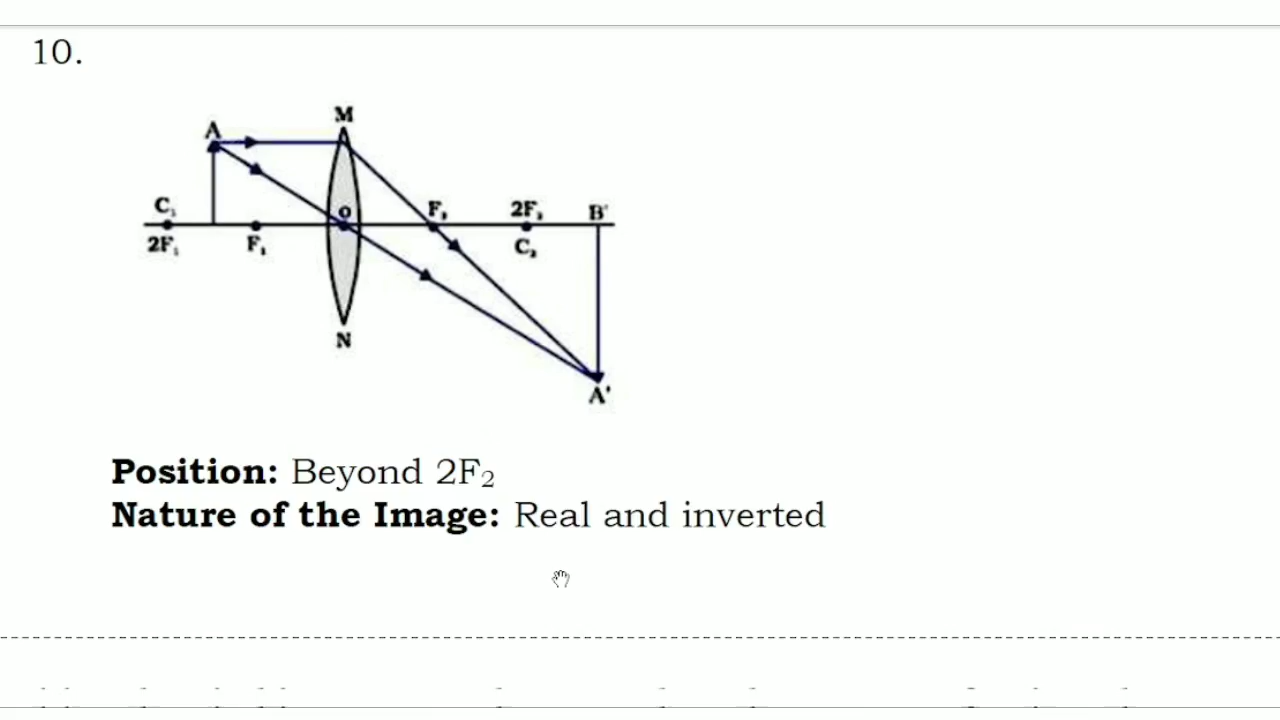 10.
M
A
C₁ O F₂ 2F₂ B'
2F₁ F₁ C₂
N
A'
Position: Beyond 2F₂
Nature of the Image: Real and inverted